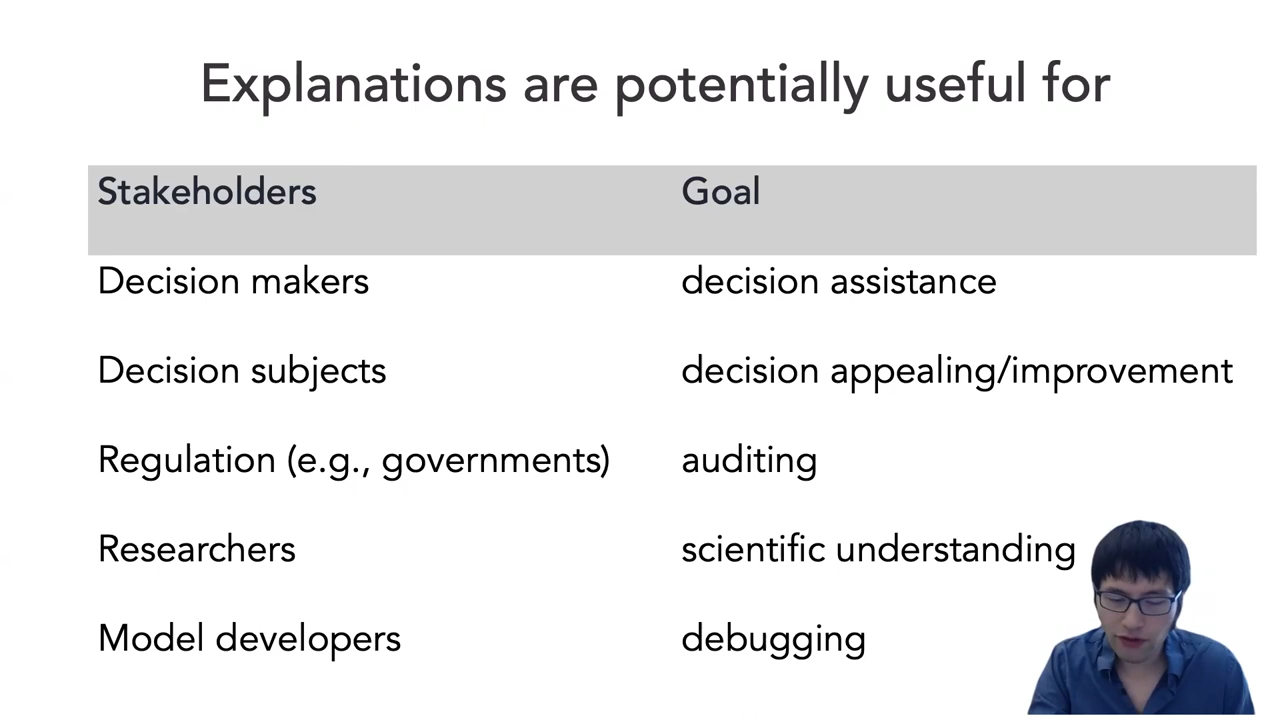 Explanations are potentially useful for
Stakeholders Goal
Decision makers decision assistance
Decision subjects decision appealing/improvement
Regulation (e.g., governments) auditing
Researchers scientific understanding
Model developers debugging